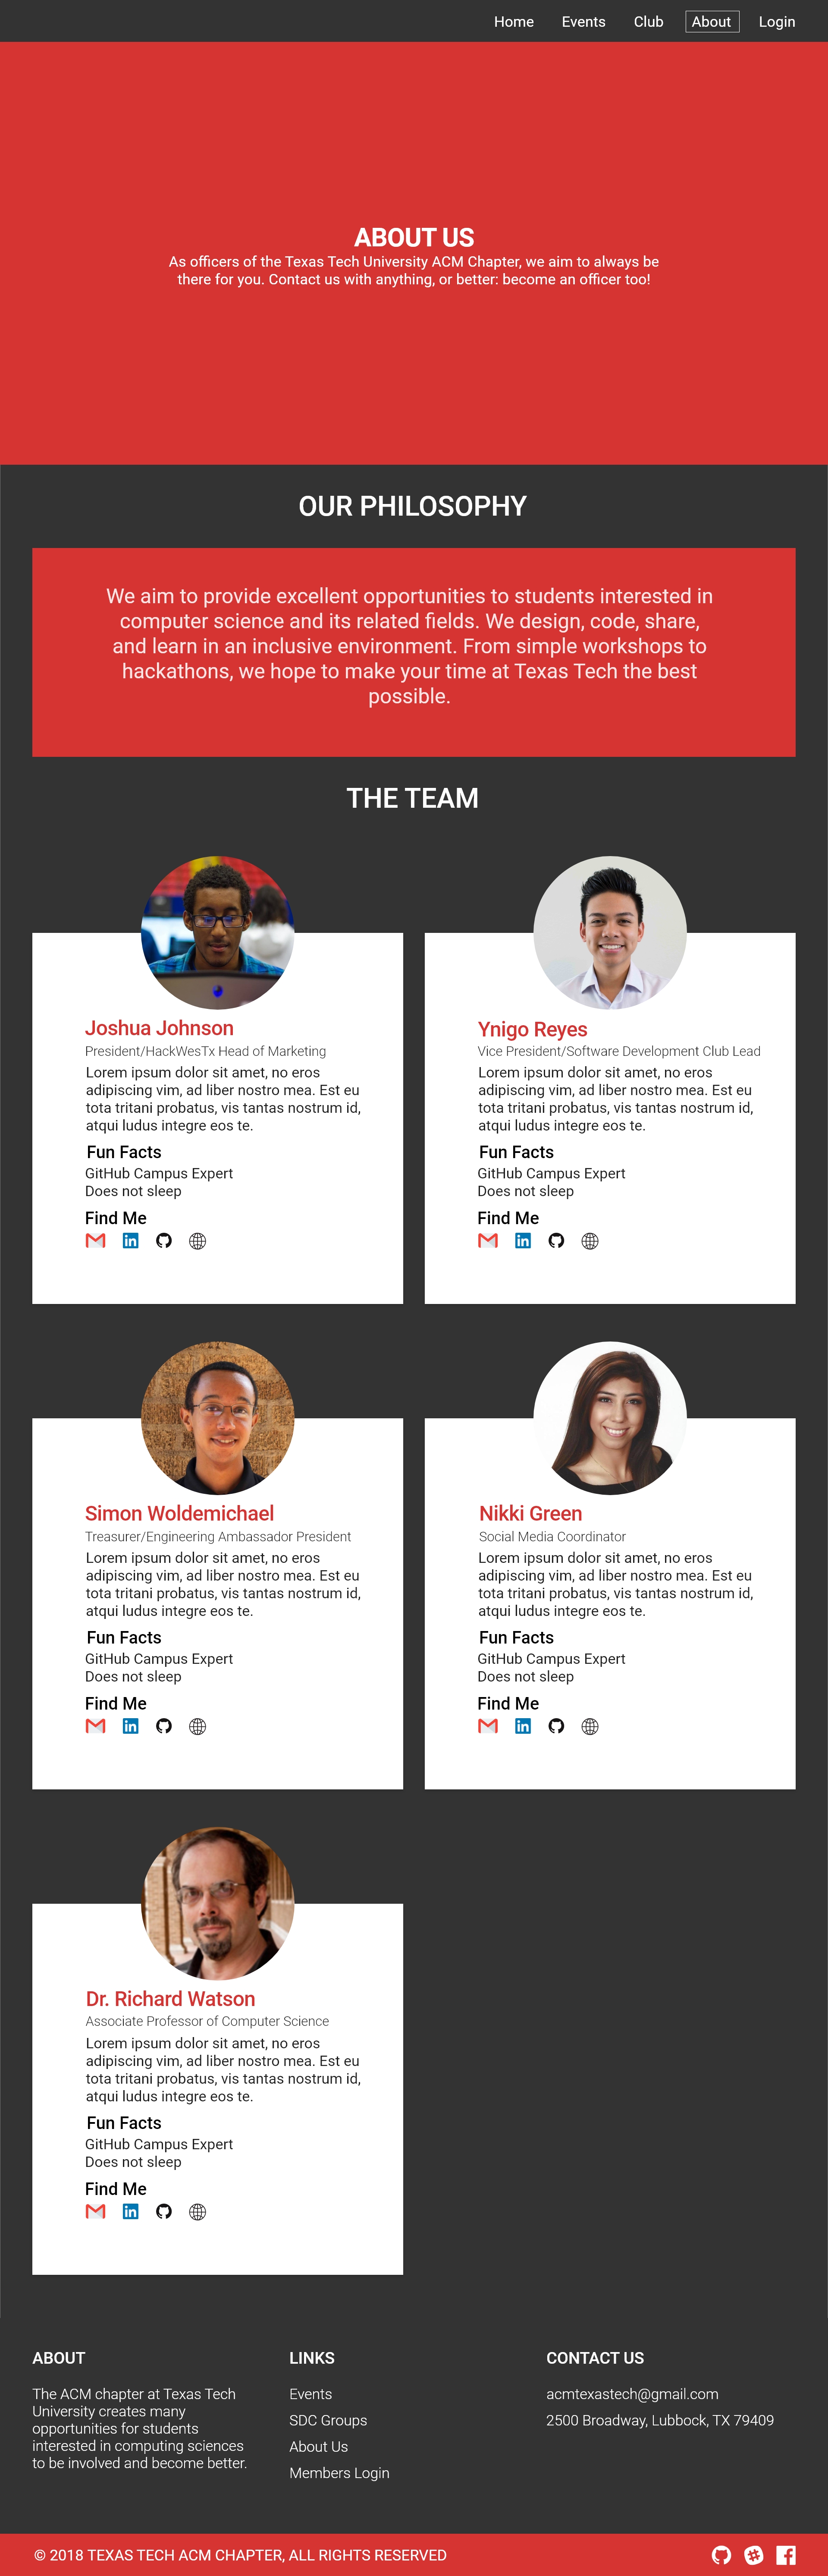 Home Events Club About Login
ABOUT US
As officers of the Texas Tech University ACM Chapter, we aim to always be
there for you. Contact us with anything, or better: become an officer too!
OUR PHILOSOPHY
We aim to provide excellent opportunities to students interested in
computer science and its related fields. We design, code, share,
and learn in an inclusive environment. From simple workshops to
hackathons, we hope to make your time at Texas Tech the best
possible.
THE TEAM
Joshua Johnson
President/HackWesTx Head of Marketing
Lorem ipsum dolor sit amet, no eros
adipiscing vim, ad liber nostro mea. Est eu
tota tritani probatus, vis tantas nostrum id,
atqui ludus integre eos te.
Fun Facts
GitHub Campus Expert
Does not sleep
Find Me
Ynigo Reyes
Vice President/Software Development Club Lead
Lorem ipsum dolor sit amet, no eros
adipiscing vim, ad liber nostro mea. Est eu
tota tritani probatus, vis tantas nostrum id,
atqui ludus integre eos te.
Fun Facts
GitHub Campus Expert
Does not sleep
Find Me
Simon Woldemichael
Treasurer/Engineering Ambassador President
Lorem ipsum dolor sit amet, no eros
adipiscing vim, ad liber nostro mea. Est eu
tota tritani probatus, vis tantas nostrum id,
atqui ludus integre eos te.
Fun Facts
GitHub Campus Expert
Does not sleep
Find Me
Nikki Green
Social Media Coordinator
Lorem ipsum dolor sit amet, no eros
adipiscing vim, ad liber nostro mea. Est eu
tota tritani probatus, vis tantas nostrum id,
atqui ludus integre eos te.
Fun Facts
GitHub Campus Expert
Does not sleep
Find Me
Dr. Richard Watson
Associate Professor of Computer Science
Lorem ipsum dolor sit amet, no eros
adipiscing vim, ad liber nostro mea. Est eu
tota tritani probatus, vis tantas nostrum id,
atqui ludus integre eos te.
Fun Facts
GitHub Campus Expert
Does not sleep
Find Me
ABOUT
The ACM chapter at Texas Tech
University creates many
opportunities for students
interested in computing sciences
to be involved and become better.
LINKS
Events
SDC Groups
About Us
Members Login
CONTACT US
acmtexastech@gmail.com
2500 Broadway, Lubbock, TX 79409
© 2018 TEXAS TECH ACM CHAPTER, ALL RIGHTS RESERVED